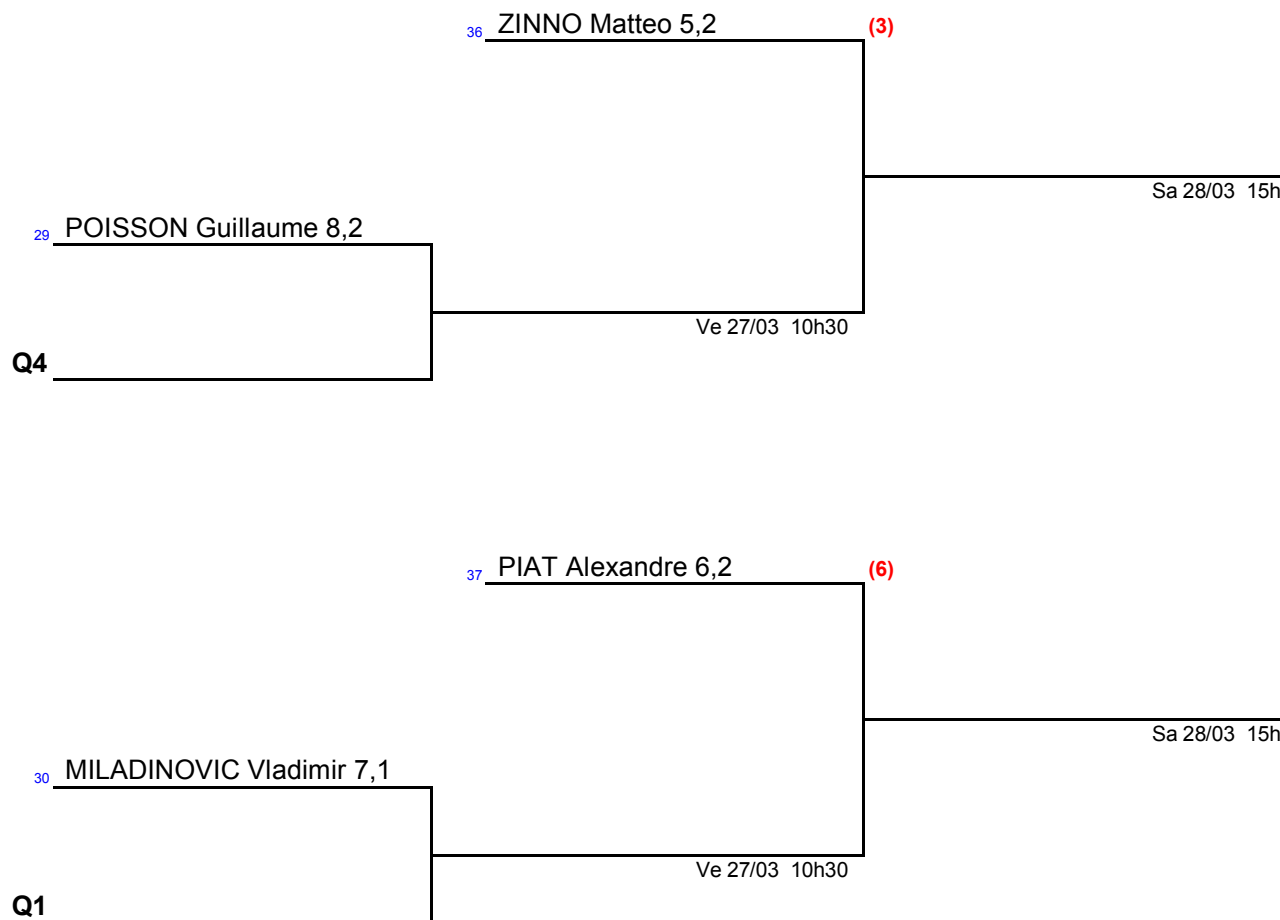 36 ZINNO Matteo 5,2 (3)
Sa 28/03 15h
29 POISSON Guillaume 8,2
Ve 27/03 10h30
Q4
37 PIAT Alexandre 6,2 (6)
Sa 28/03 15h
30 MILADINOVIC Vladimir 7,1
Ve 27/03 10h30
Q1